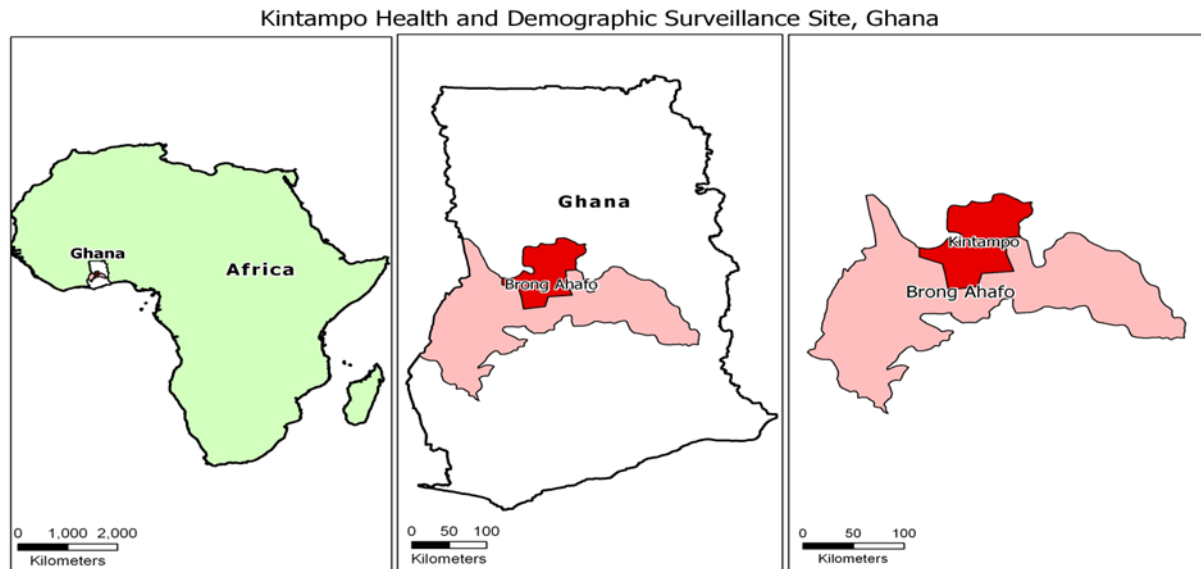 Kintampo Health and Demographic Surveillance Site, Ghana
Ghana
Africa
0 1,000 2,000
Kilometers
Ghana
Brong Ahafo
0 50 100
Kilometers
Kintampo
Brong Ahafo
0 50 100
Kilometers